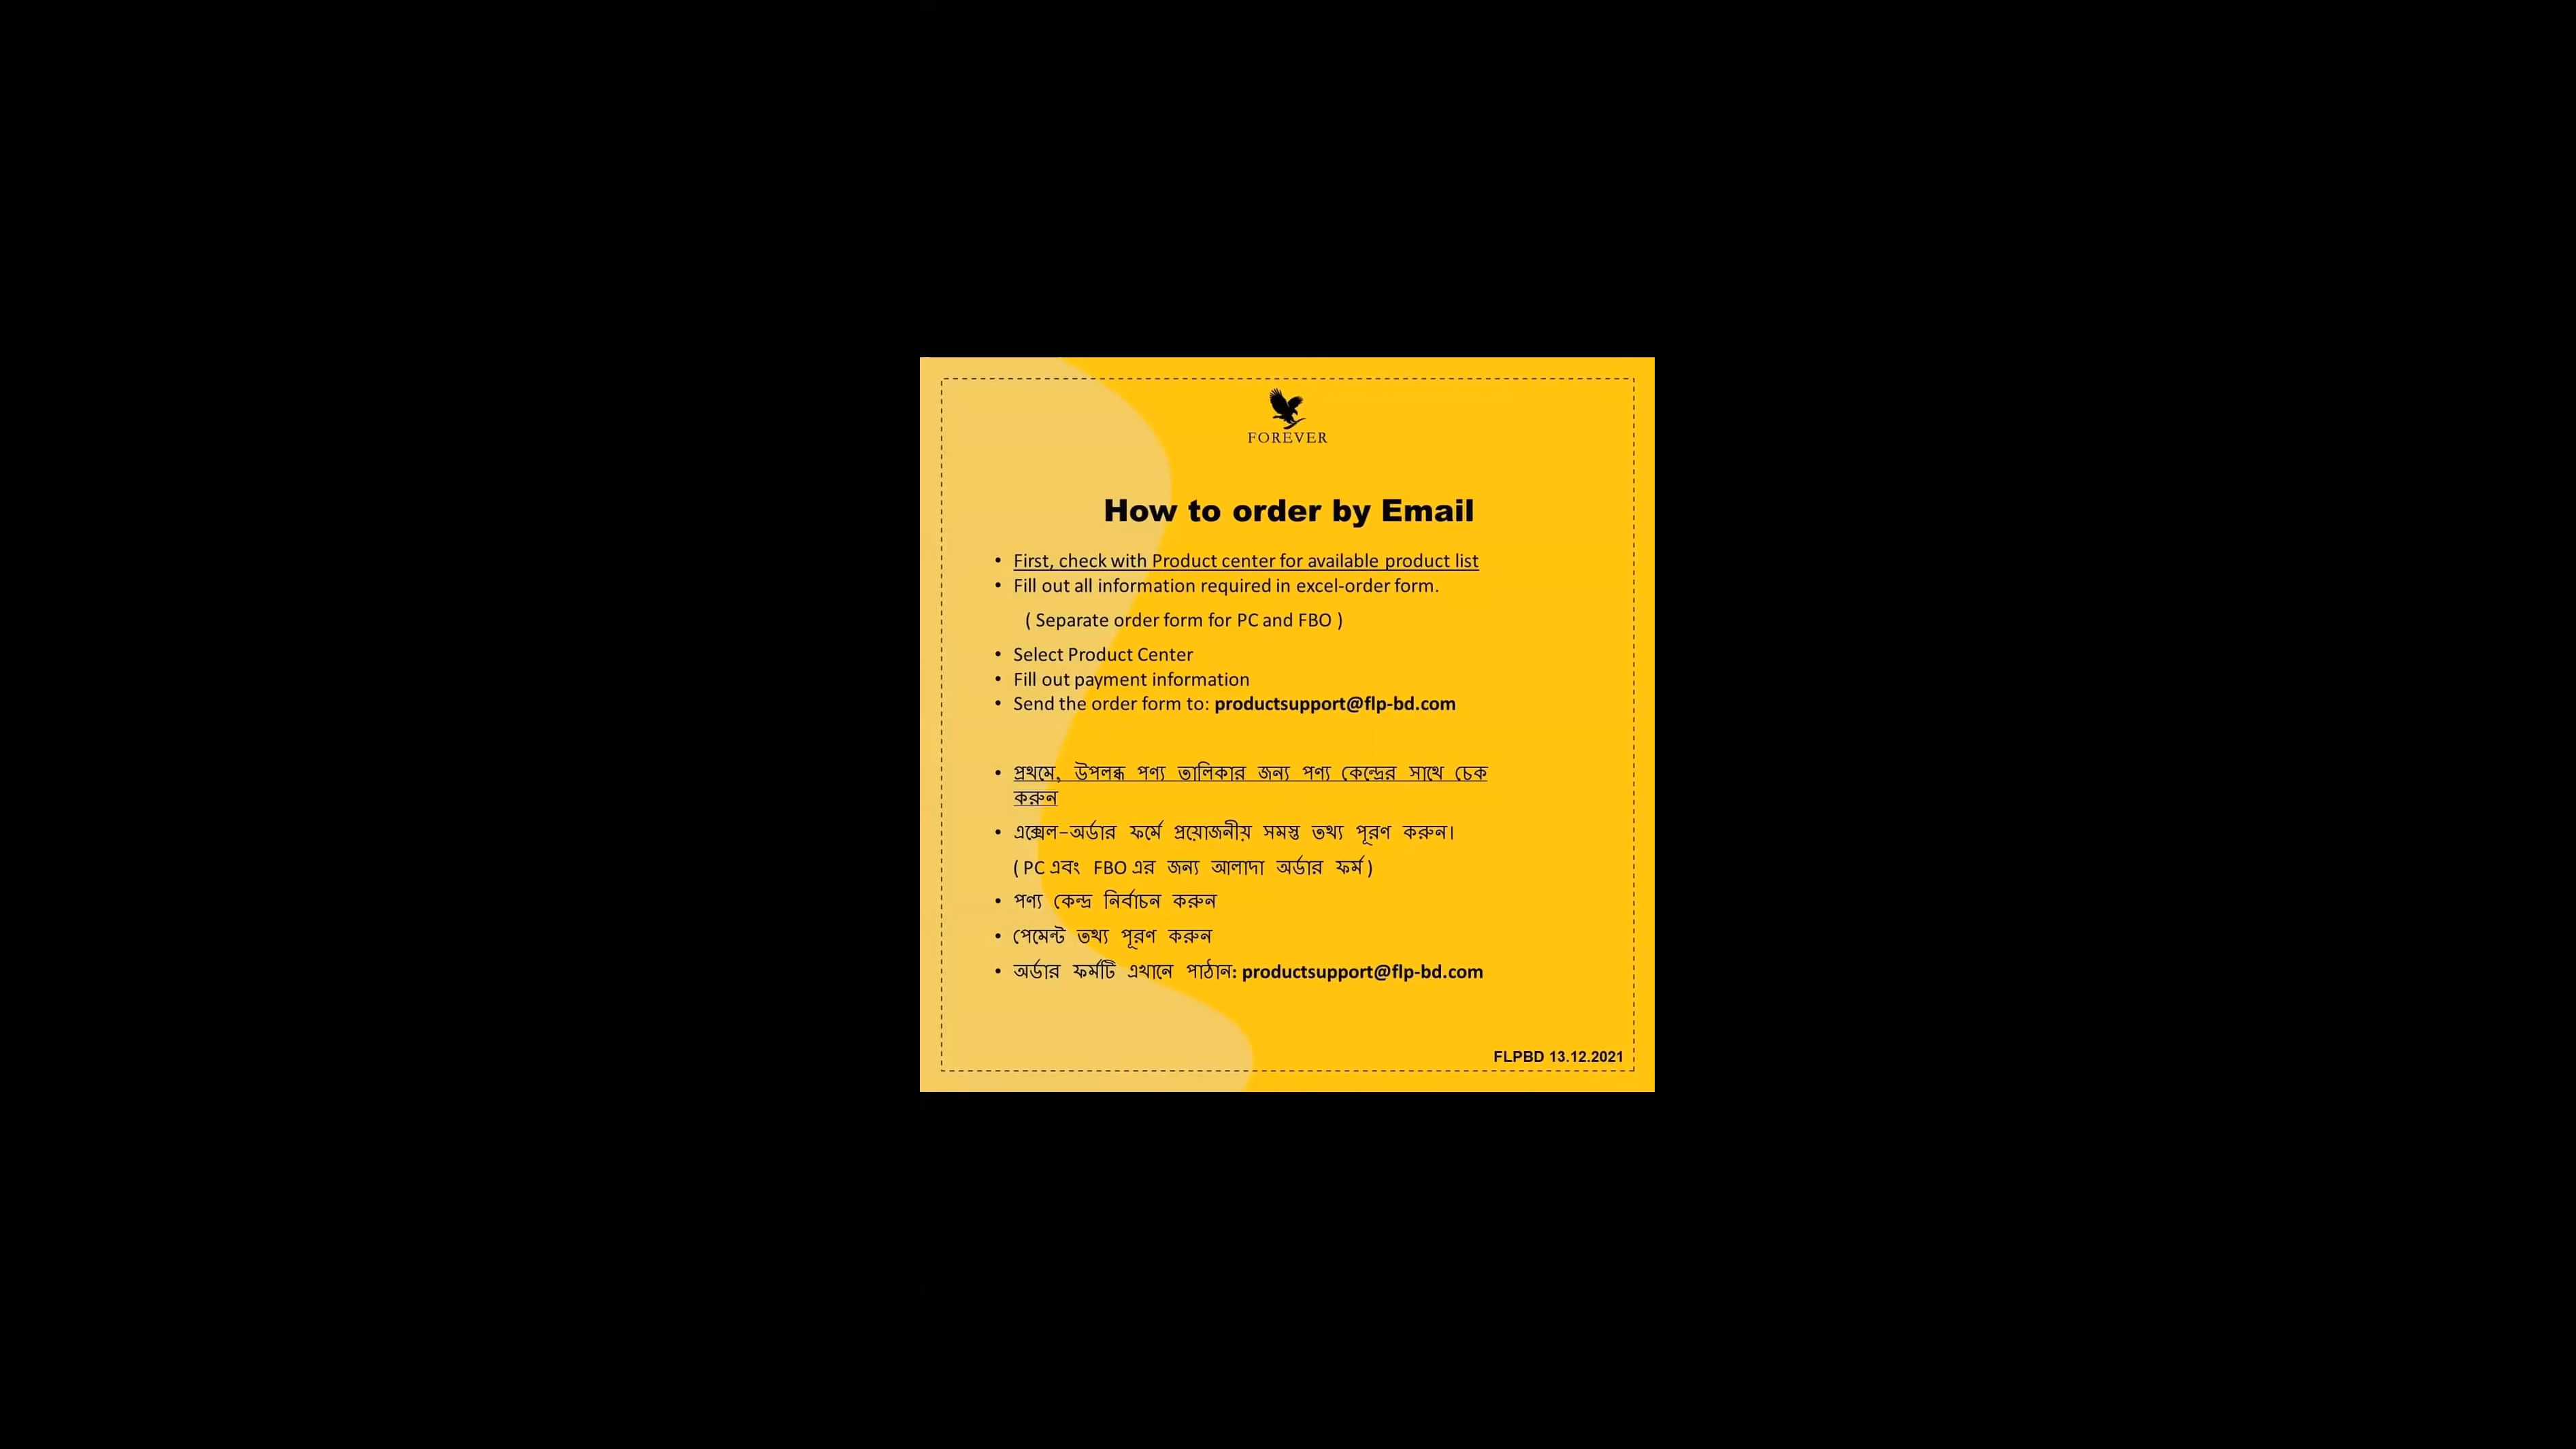 FOREVER
How to order by Email
• First, check with Product center for available product list
• Fill out all information required in excel-order form.
( Separate order form for PC and FBO )
• Select Product Center
• Fill out payment information
• Send the order form to: productsupport@flp-bd.com
• প্রথমে, উপলব্ধ পণ্য তালিকার জন্য পণ্য কেন্দ্রের সাথে চেক
করুন
• এক্সেল-অর্ডার ফর্মে প্রয়োজনীয় সমস্ত তথ্য পূরণ করুন।
( PC এবং FBO এর জন্য আলাদা অর্ডার ফর্ম )
• পণ্য কেন্দ্র নির্বাচন করুন
• পেমেন্ট তথ্য পূরণ করুন
• অর্ডার ফর্মটি এখানে পাঠান: productsupport@flp-bd.com
FLPBD 13.12.2021